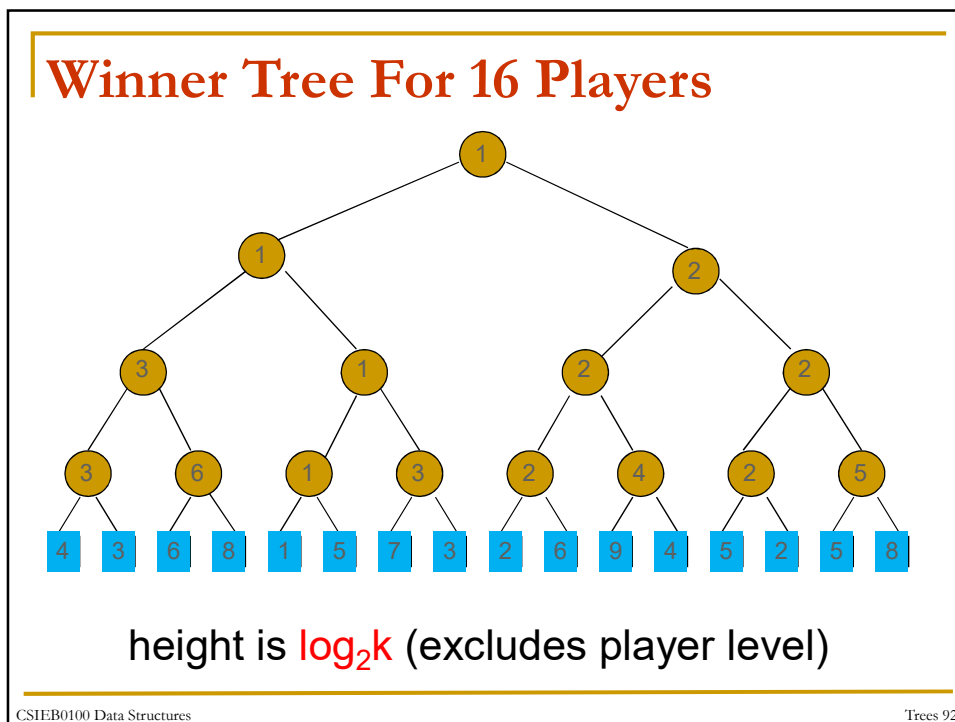 Winner Tree For 16 Players
1
1 2
3 1 2 2
3 6 1 3 2 4 2 5
4 3 6 8 1 5 7 3 2 6 9 4 5 2 5 8
height is log₂k (excludes player level)
CSIEB0100 Data Structures Trees 92